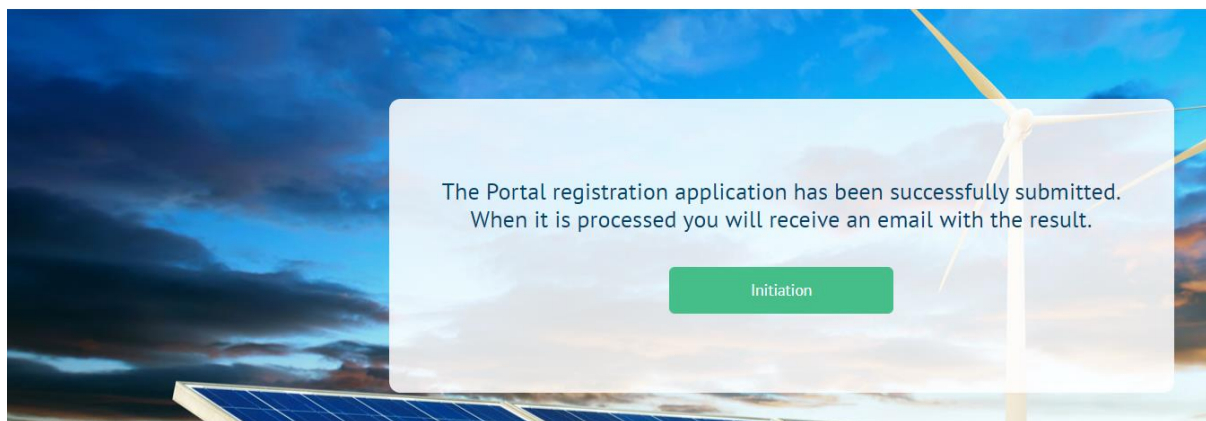 The Portal registration application has been successfully submitted.
When it is processed you will receive an email with the result.
Initiation